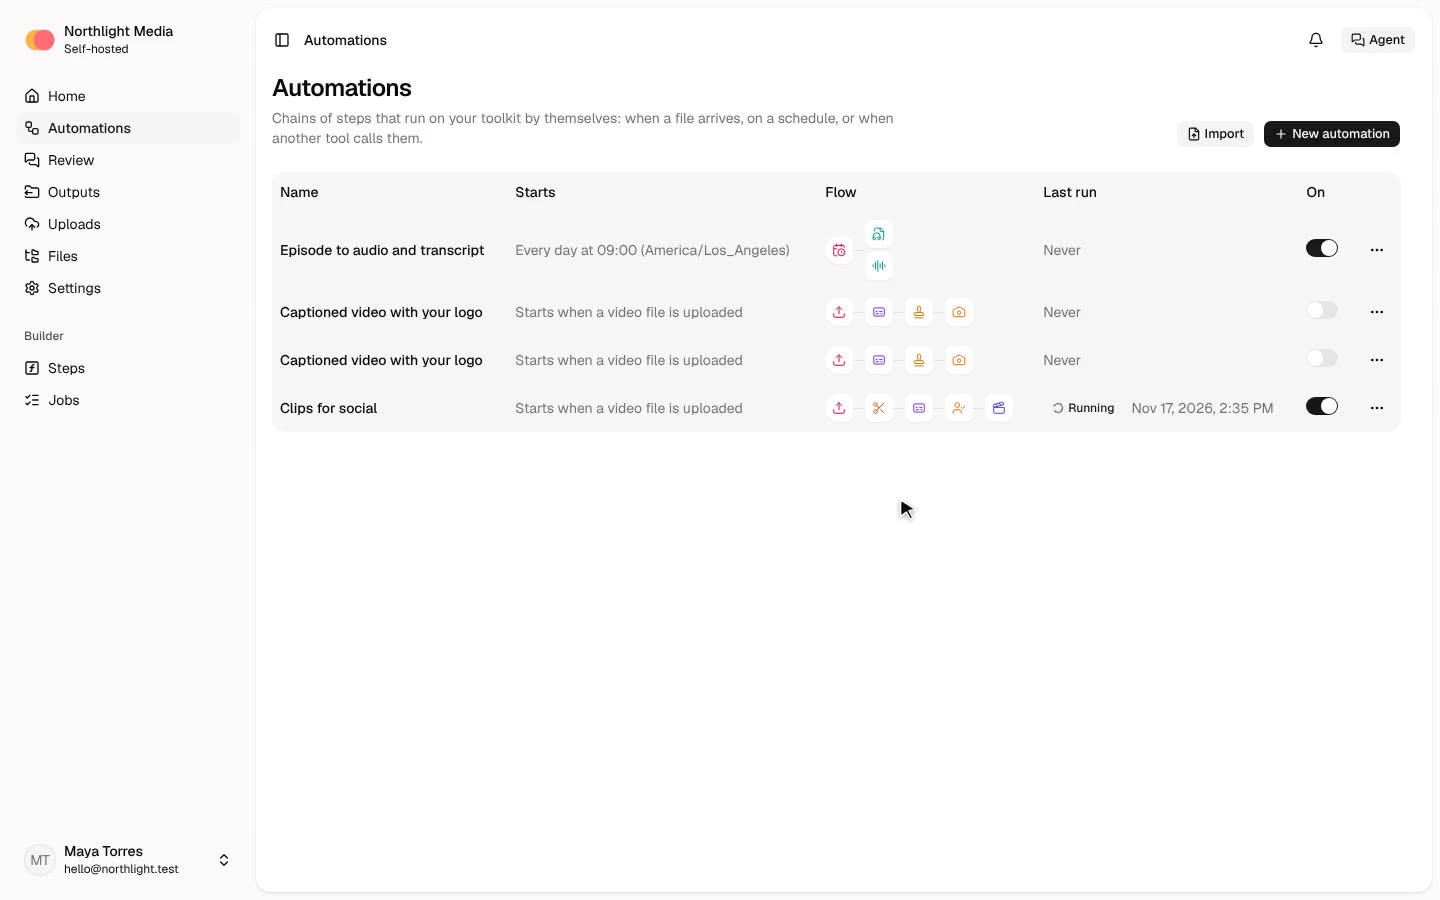 Northlight Media
Self-hosted
Home
Automations
Review
Outputs
Uploads
Files
Settings
Builder
Steps
Jobs
MT
Maya Torres
hello@northlight.test
Automations
Agent
Automations
Chains of steps that run on your toolkit by themselves: when a file arrives, on a schedule, or when
another tool calls them.
Import
New automation
Name Starts Flow Last run On
Episode to audio and transcript Every day at 09:00 (America/Los_Angeles) Never
Captioned video with your logo Starts when a video file is uploaded Never
Captioned video with your logo Starts when a video file is uploaded Never
Clips for social Starts when a video file is uploaded Running Nov 17, 2026, 2:35 PM